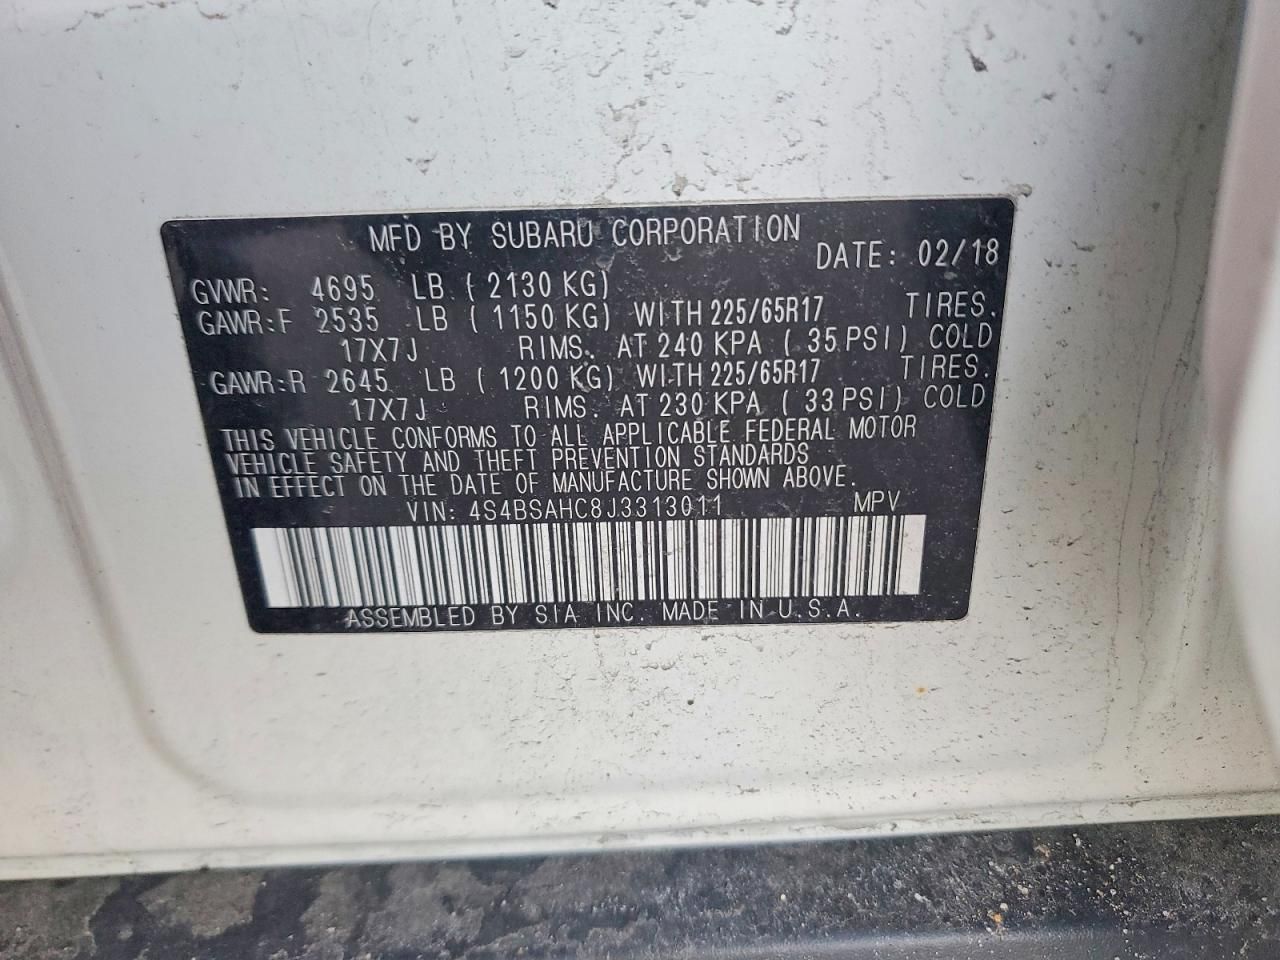 MFD BY SUBARU CORPORATION
DATE: 02/18
GVWR: 4695 LB ( 2130 KG)
GAWR:F 2535 LB ( 1150 KG) WITH 225/65R17 TIRES.
17X7J RIMS. AT 240 KPA ( 35 PSI) COLD
GAWR:R 2645 LB ( 1200 KG) WITH 225/65R17 TIRES.
17X7J RIMS. AT 230 KPA ( 33 PSI) COLD
THIS VEHICLE CONFORMS TO ALL APPLICABLE FEDERAL MOTOR
VEHICLE SAFETY AND THEFT PREVENTION STANDARDS
IN EFFECT ON THE DATE OF MANUFACTURE SHOWN ABOVE.
VIN: 4S4BSAHC8J3313011 MPV
ASSEMBLED BY SIA INC. MADE IN U.S.A.